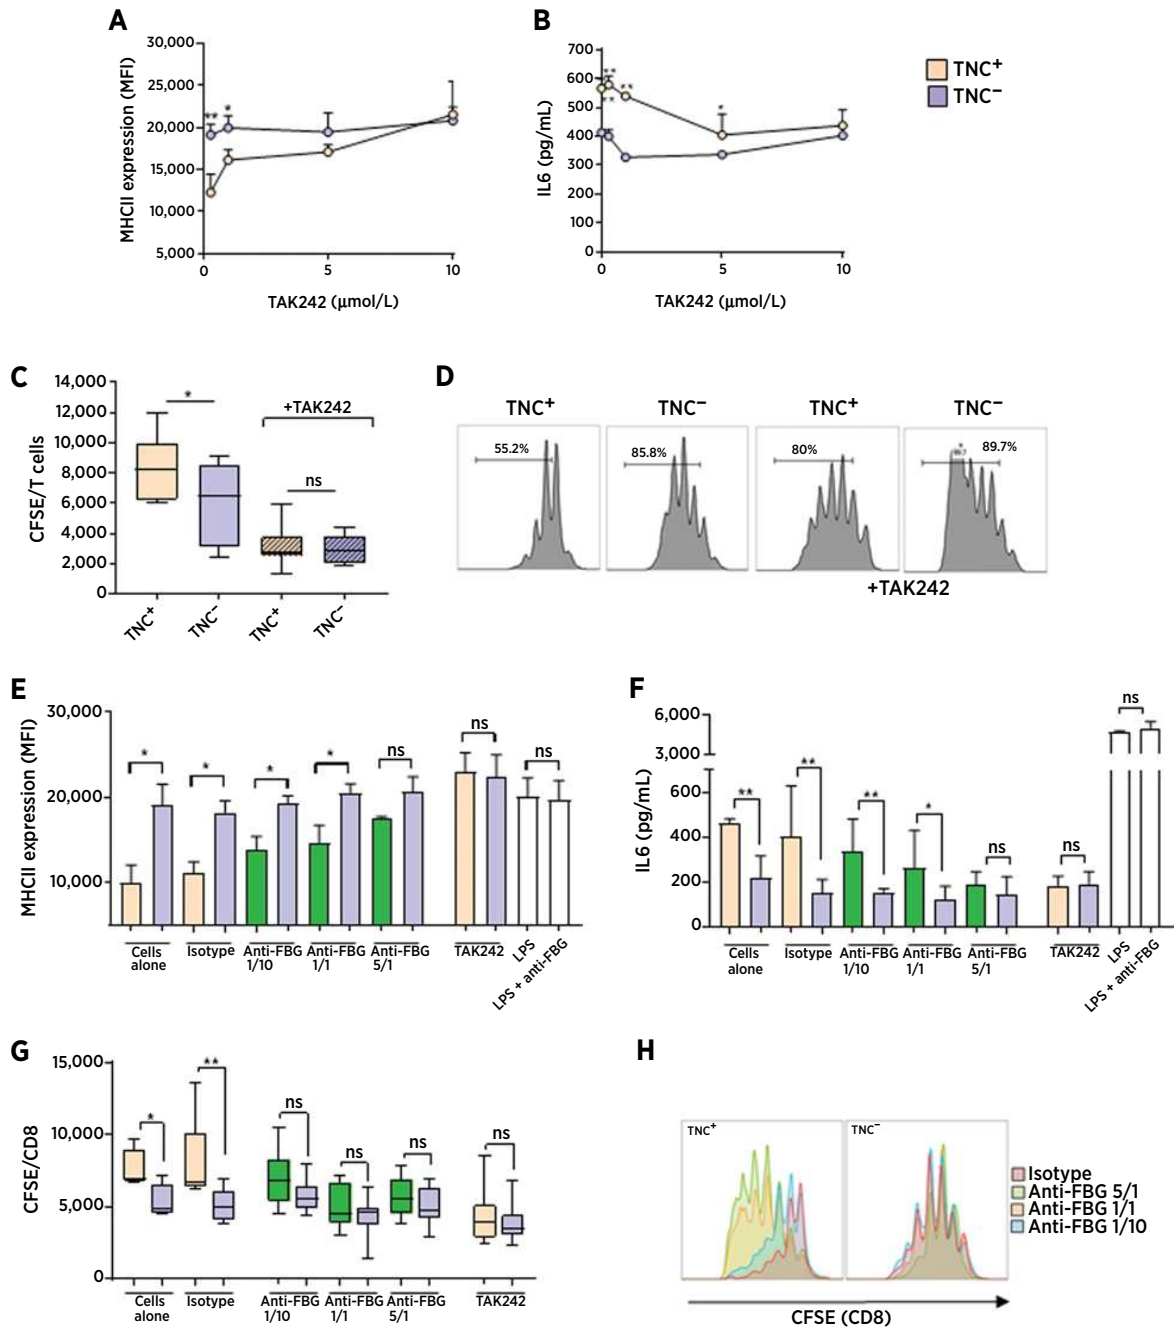 A
MHCII expression (MFI)
30,000
25,000
20,000
15,000
10,000
5,000
** *
0 5 10
TAK242 (μmol/L)
B
IL6 (pg/mL)
700
600
500
400
300
200
100
0
** **
** *
0 5 10
TAK242 (μmol/L)
TNC+
TNC−
C
CFSE/T cells
14,000
12,000
10,000
8,000
6,000
4,000
2,000
0
*
+TAK242
ns
TNC+ TNC− TNC+ TNC−
D
TNC+ TNC− TNC+ TNC−
55.2% 85.8% 80% 89.7%
+TAK242
E
MHCII expression (MFI)
30,000
20,000
10,000
* * * * ns ns ns
Cells alone
Isotype
Anti-FBG 1/10
Anti-FBG 1/1
Anti-FBG 5/1
TAK242
LPS
LPS + anti-FBG
F
IL6 (pg/mL)
6,000
3,000
600
400
200
0
** ** ** * ns ns ns
Cells alone
Isotype
Anti-FBG 1/10
Anti-FBG 1/1
Anti-FBG 5/1
TAK242
LPS
LPS + anti-FBG
G
CFSE/CD8
15,000
10,000
5,000
0
* ** ns ns ns ns
Cells alone
Isotype
Anti-FBG 1/10
Anti-FBG 1/1
Anti-FBG 5/1
TAK242
H
TNC+ TNC−
Isotype
Anti-FBG 5/1
Anti-FBG 1/1
Anti-FBG 1/10
CFSE (CD8)